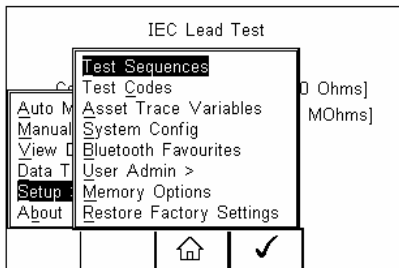 IEC Lead Test
Ohms]
MOhms]
Auto
Manual
View
Data
Setup
About
Test Sequences
Test Codes
Asset Trace Variables
System Config
Bluetooth Favourites
User Admin >
Memory Options
Restore Factory Settings